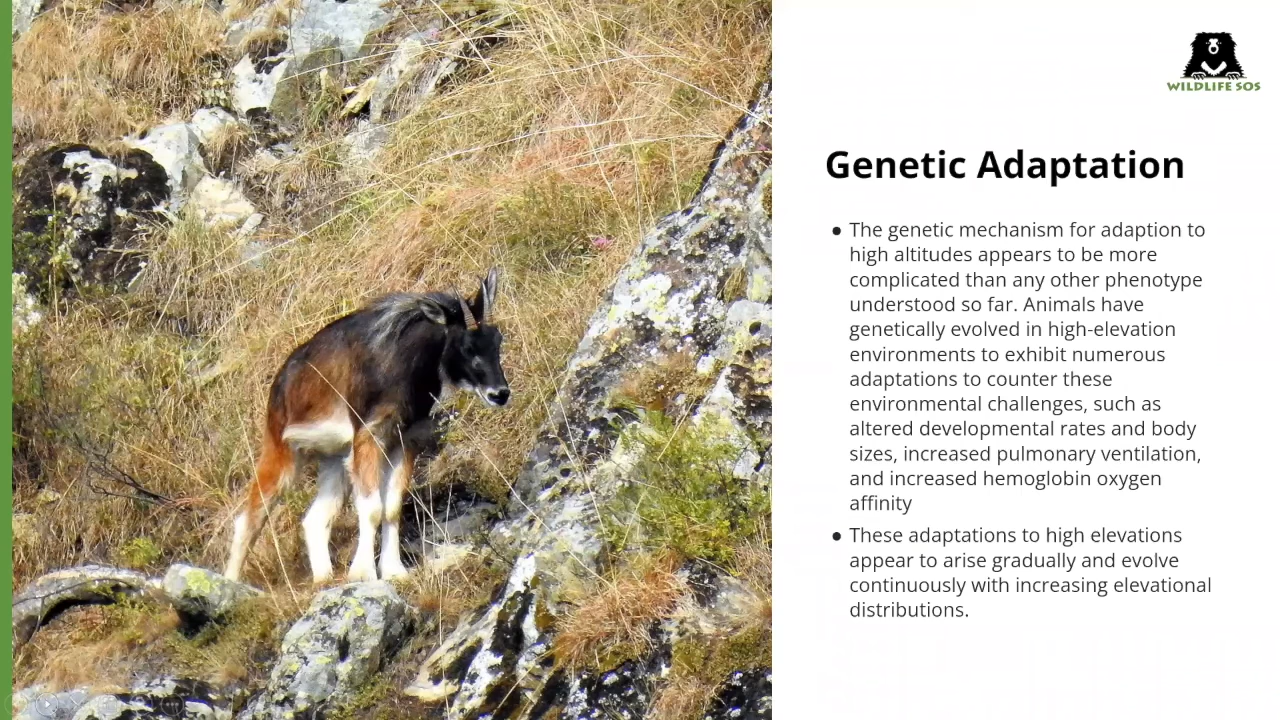 WILDLIFE SOS
Genetic Adaptation
● The genetic mechanism for adaption to
high altitudes appears to be more
complicated than any other phenotype
understood so far. Animals have
genetically evolved in high-elevation
environments to exhibit numerous
adaptations to counter these
environmental challenges, such as
altered developmental rates and body
sizes, increased pulmonary ventilation,
and increased hemoglobin oxygen
affinity
● These adaptations to high elevations
appear to arise gradually and evolve
continuously with increasing elevational
distributions.